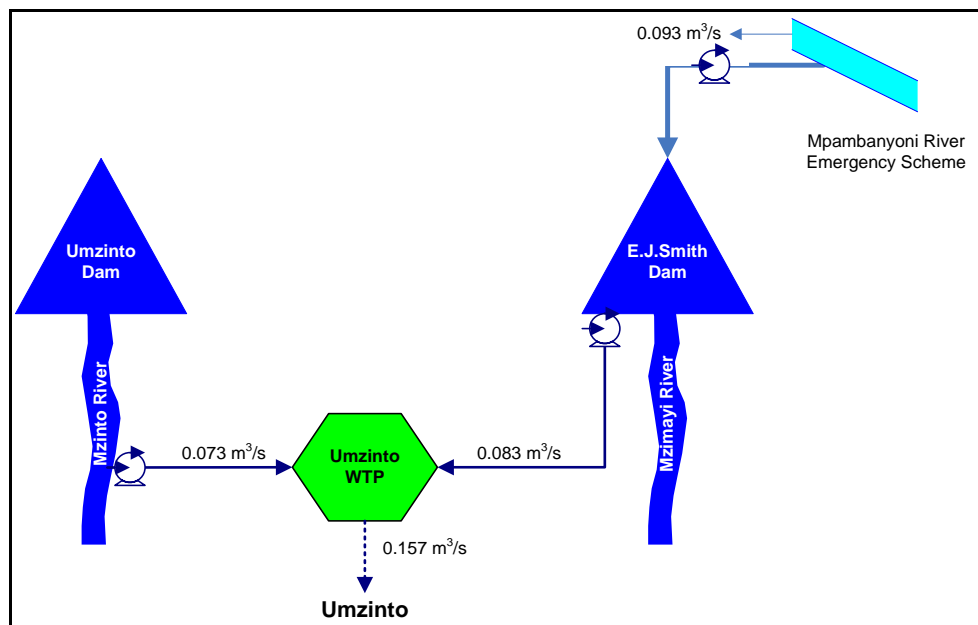 0.093 m³/s
Mpambanyoni River
Emergency Scheme
Umzinto
Dam
E.J.Smith
Dam
Mzinto River
Mzimayi River
0.073 m³/s
Umzinto
WTP
0.083 m³/s
0.157 m³/s
Umzinto